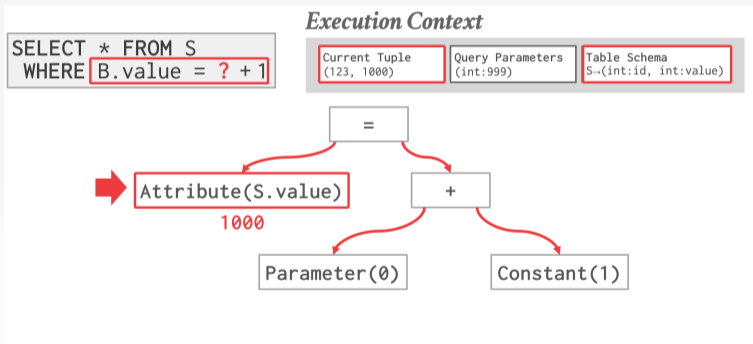 Execution Context
SELECT * FROM S
WHERE B.value = ? + 1
Current Tuple
(123, 1000)
Query Parameters
(int:999)
Table Schema
S→(int:id, int:value)
=
Attribute(S.value)
+
1000
Parameter(0)
Constant(1)